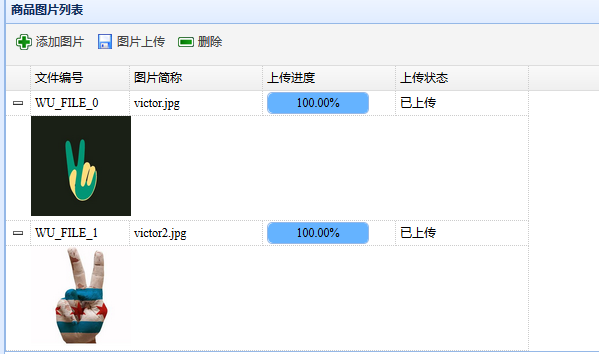 商品图片列表
添加图片 图片上传 删除
文件编号 图片简称 上传进度 上传状态
WU_FILE_0 victor.jpg 100.00% 已上传
WU_FILE_1 victor2.jpg 100.00% 已上传